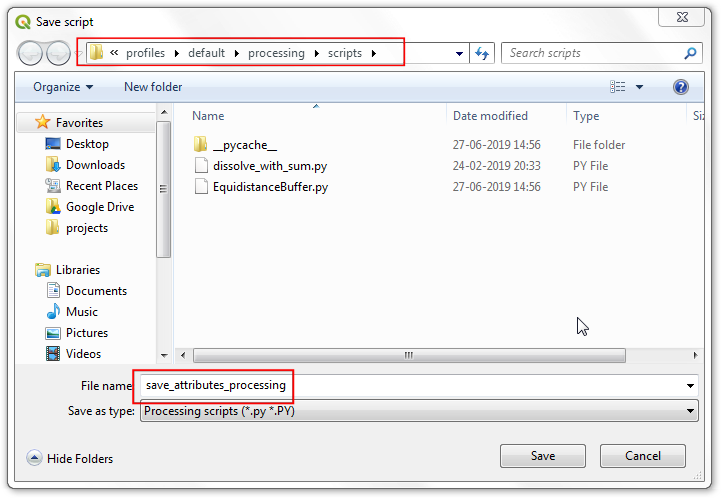 Save script
« profiles default processing scripts
Search scripts
Organize New folder
Name Date modified Type Siz
__pycache__ 27-06-2019 14:56 File folder
dissolve_with_sum.py 24-02-2019 20:33 PY File
EquidistanceBuffer.py 27-06-2019 14:56 PY File
Favorites
Desktop
Downloads
Recent Places
Google Drive
projects
Libraries
Documents
Music
Pictures
Videos
File name: save_attributes_processing
Save as type: Processing scripts (*.py *.PY)
Hide Folders
Save Cancel